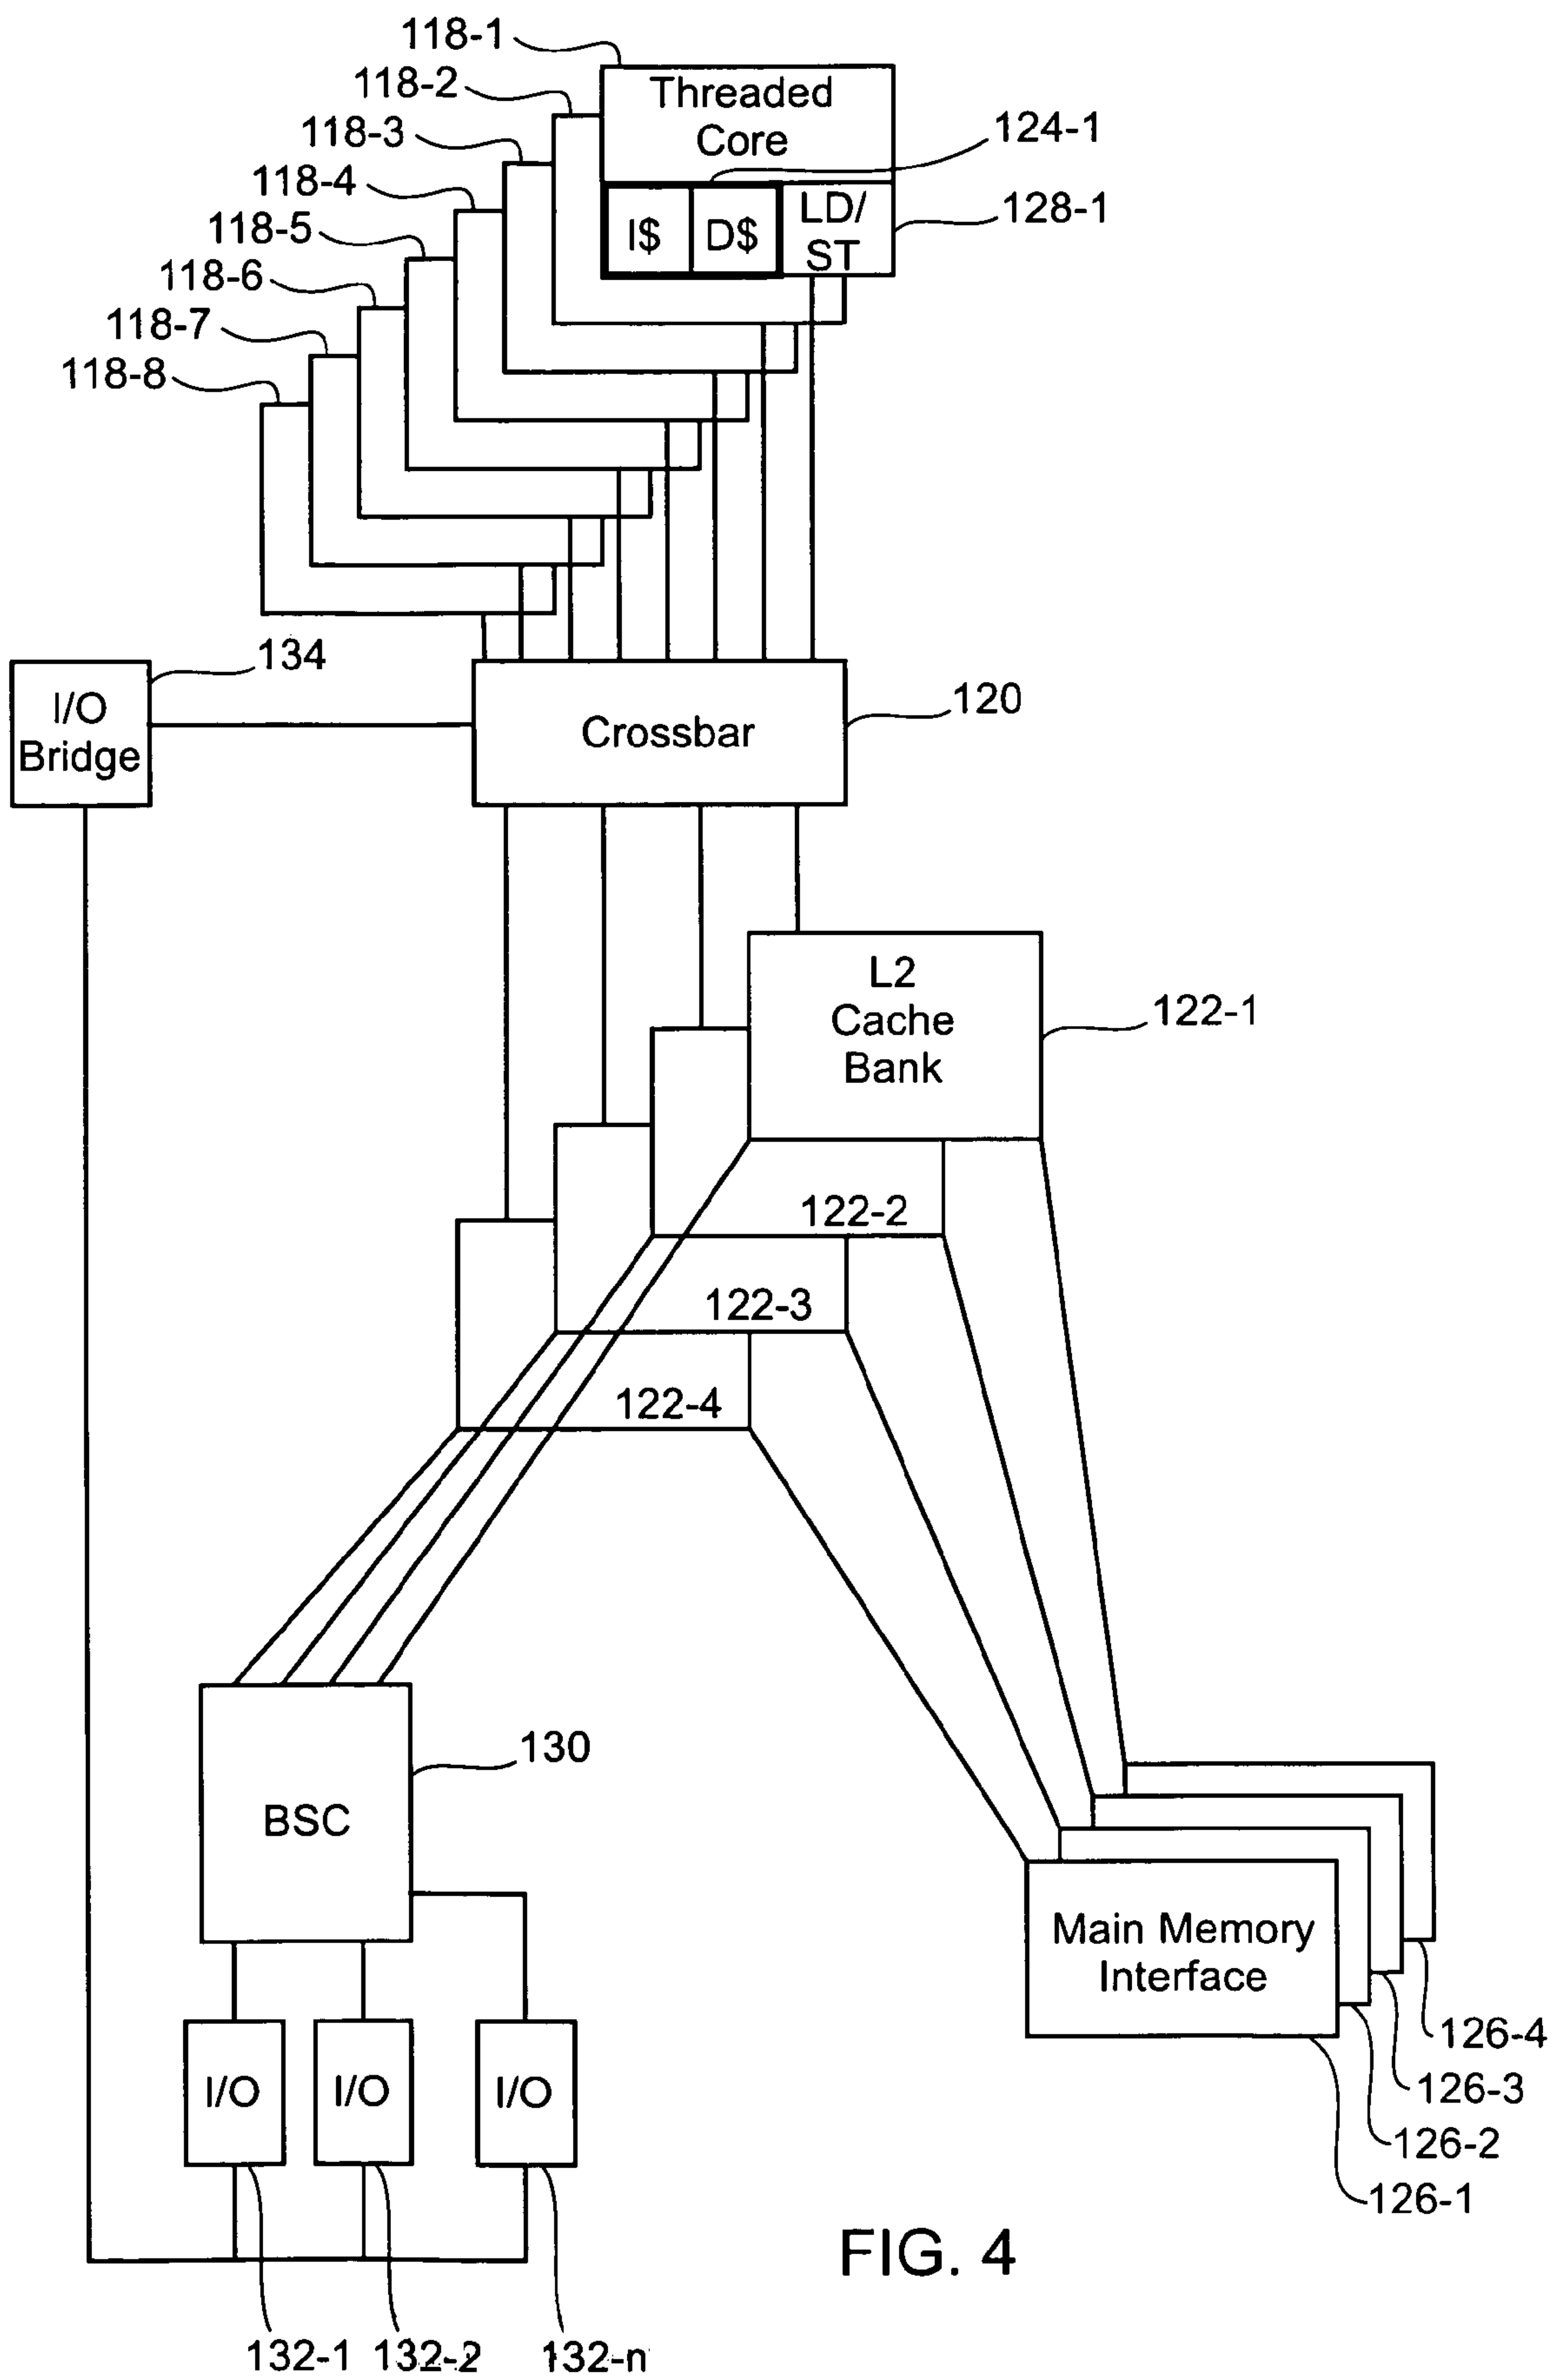 118-1
118-2
118-3
118-4
118-5
118-6
118-7
118-8
Threaded
Core
124-1
I$
D$
LD/
ST
128-1
134
I/O
Bridge
Crossbar
120
L2
Cache
Bank
122-1
122-2
122-3
122-4
130
BSC
Main Memory
Interface
126-4
126-3
126-2
126-1
I/O
I/O
I/O
FIG. 4
132-1
132-2
132-n